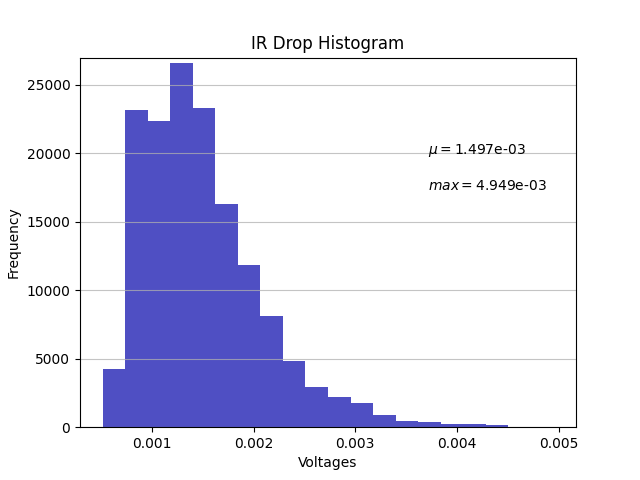 IR Drop Histogram
25000
20000
15000
10000
5000
0
Frequency
μ = 1.497e-03
max = 4.949e-03
0.001 0.002 0.003 0.004 0.005
Voltages